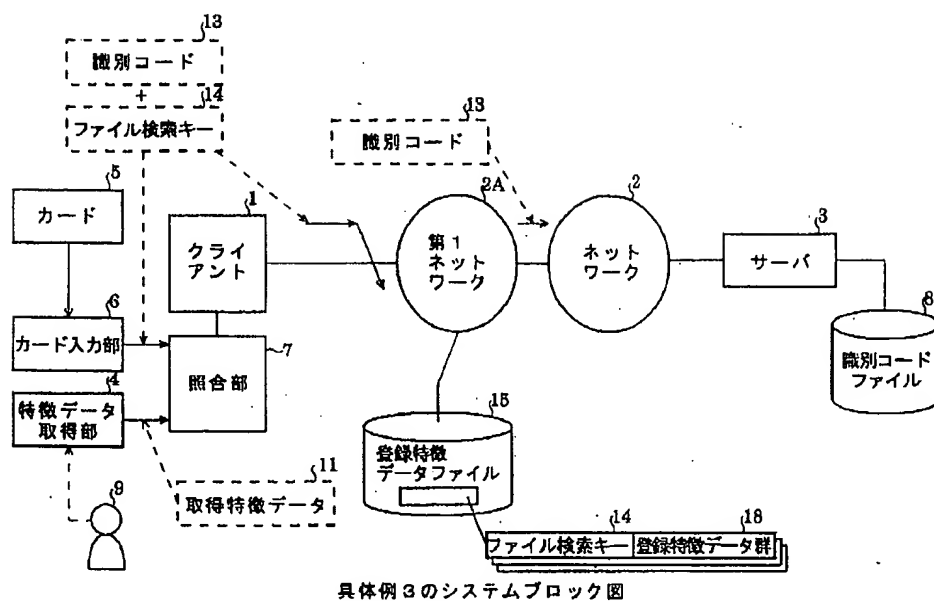 13
識別コード
+
14
ファイル検索キー
13
識別コード
5
カード
1
クライ
アント
2A
第1
ネット
ワーク
2
ネット
ワーク
3
サーバ
6
カード入力部
7
照合部
8
識別コード
ファイル
4
特徴データ
取得部
15
登録特徴
データファイル
11
取得特徴データ
9
14
18
ファイル検索キー
登録特徴データ群
具体例3のシステムブロック図